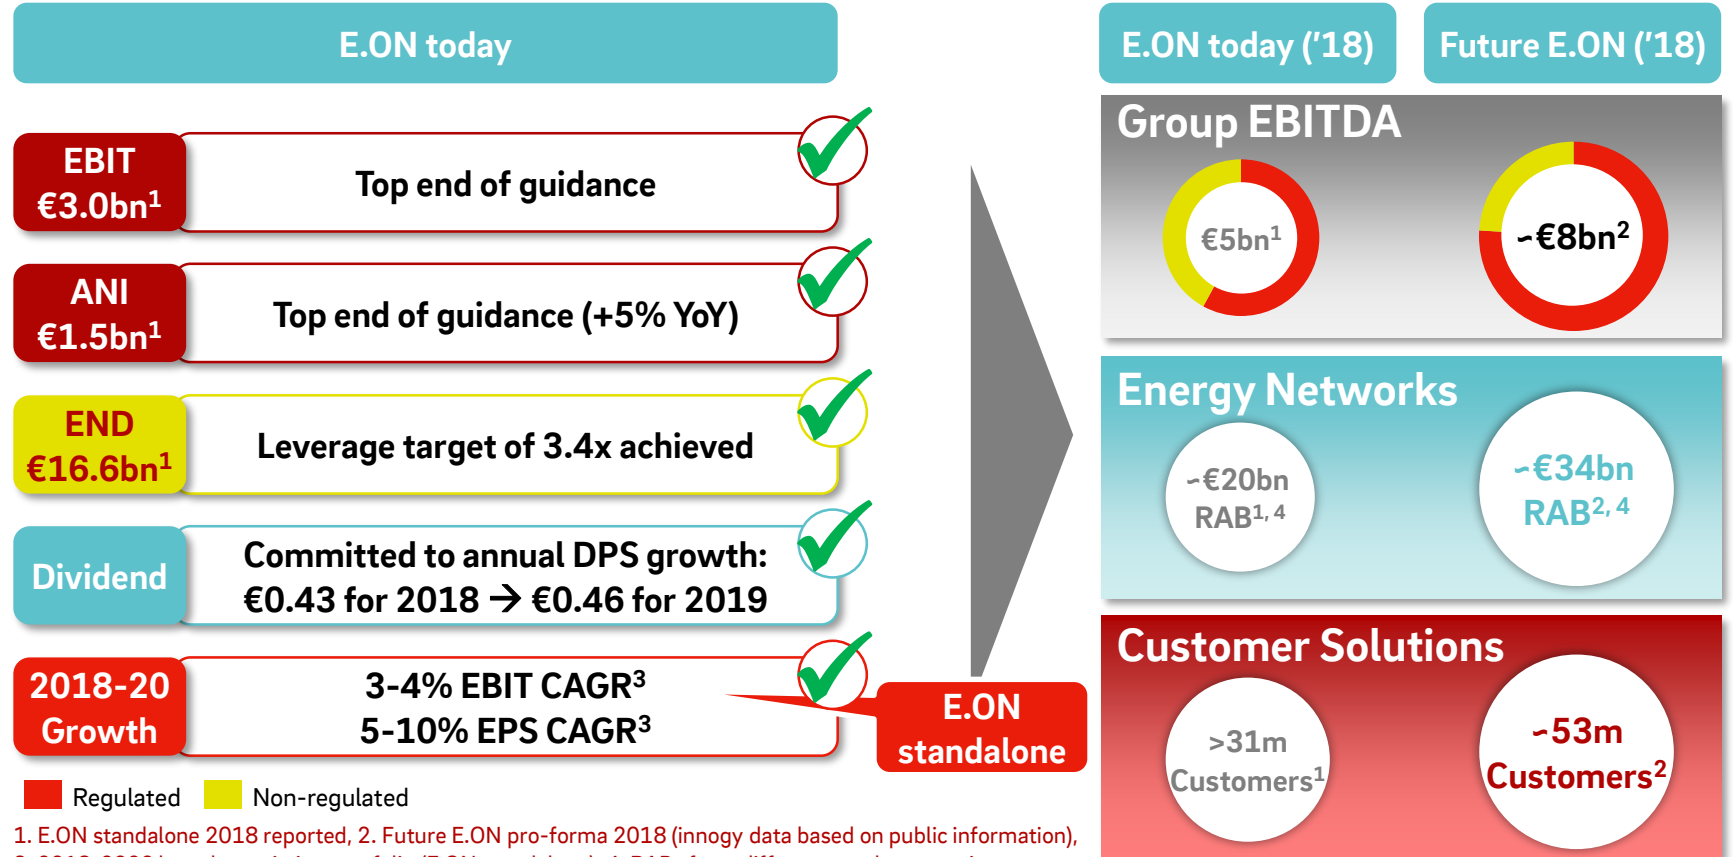 E.ON today
EBIT
€3.0bn1
Top end of guidance
ANI
€1.5bn1
Top end of guidance (+5% YoY)
END
€16.6bn1
Leverage target of 3.4x achieved
Dividend
Committed to annual DPS growth:
€0.43 for 2018 → €0.46 for 2019
2018-20
Growth
3-4% EBIT CAGR3
5-10% EPS CAGR3
E.ON
standalone
Regulated
Non-regulated
1. E.ON standalone 2018 reported, 2. Future E.ON pro-forma 2018 (innogy data based on public information),
E.ON today (’18)
Future E.ON (’18)
Group EBITDA
€5bn1
~€8bn2
Energy Networks
~€20bn
RAB1, 4
~€34bn
RAB2, 4
Customer Solutions
>31m
Customers1
~53m
Customers2